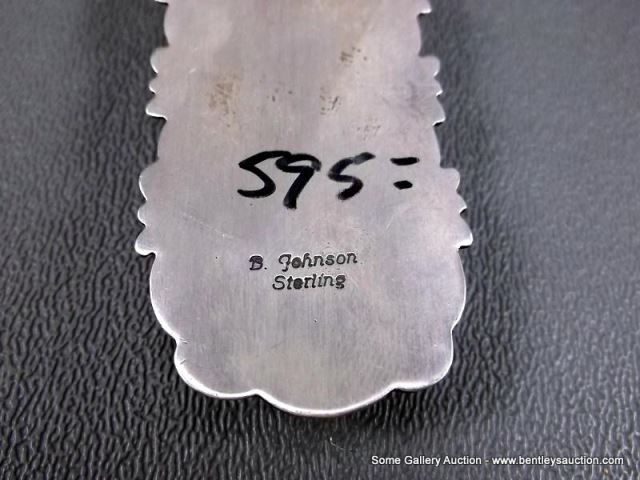 595=
B. Johnson
Sterling
Some Gallery Auction - www.bentleysauction.com